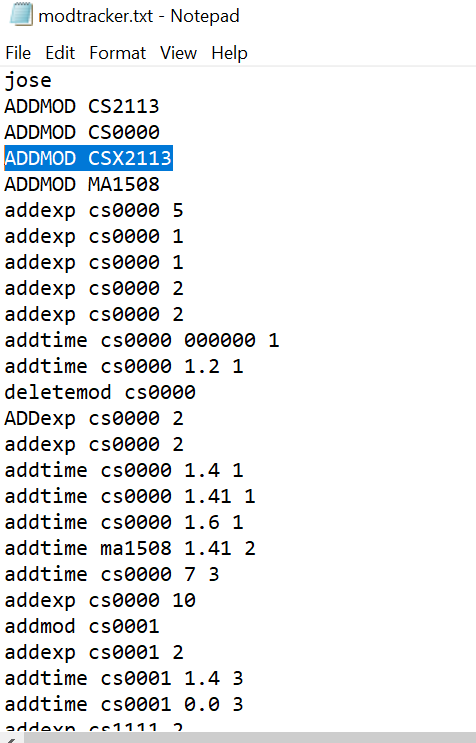 modtracker.txt - Notepad
File Edit Format View Help
jose
ADDMOD CS2113
ADDMOD CS0000
ADDMOD CSX2113
ADDMOD MA1508
addexp cs0000 5
addexp cs0000 1
addexp cs0000 1
addexp cs0000 2
addexp cs0000 2
addtime cs0000 000000 1
addtime cs0000 1.2 1
deletemod cs0000
ADDexp cs0000 2
addexp cs0000 2
addtime cs0000 1.4 1
addtime cs0000 1.41 1
addtime cs0000 1.6 1
addtime ma1508 1.41 2
addtime cs0000 7 3
addexp cs0000 10
addmod cs0001
addexp cs0001 2
addtime cs0001 1.4 3
addtime cs0001 0.0 3
addexp cs1111 2